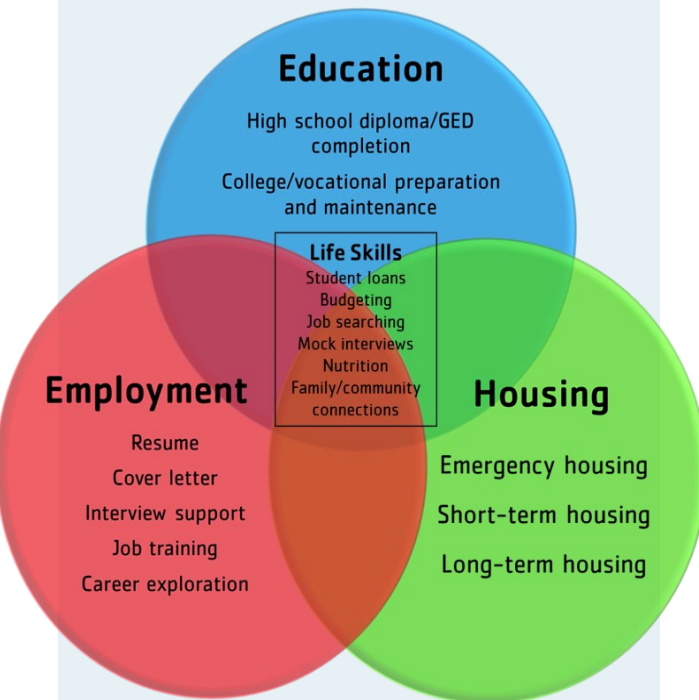 Education
High school diploma/GED
completion
College/vocational preparation
and maintenance
Life Skills
Student loans
Budgeting
Job searching
Mock interviews
Nutrition
Family/community
connections
Employment
Resume
Cover letter
Interview support
Job training
Career exploration
Housing
Emergency housing
Short-term housing
Long-term housing